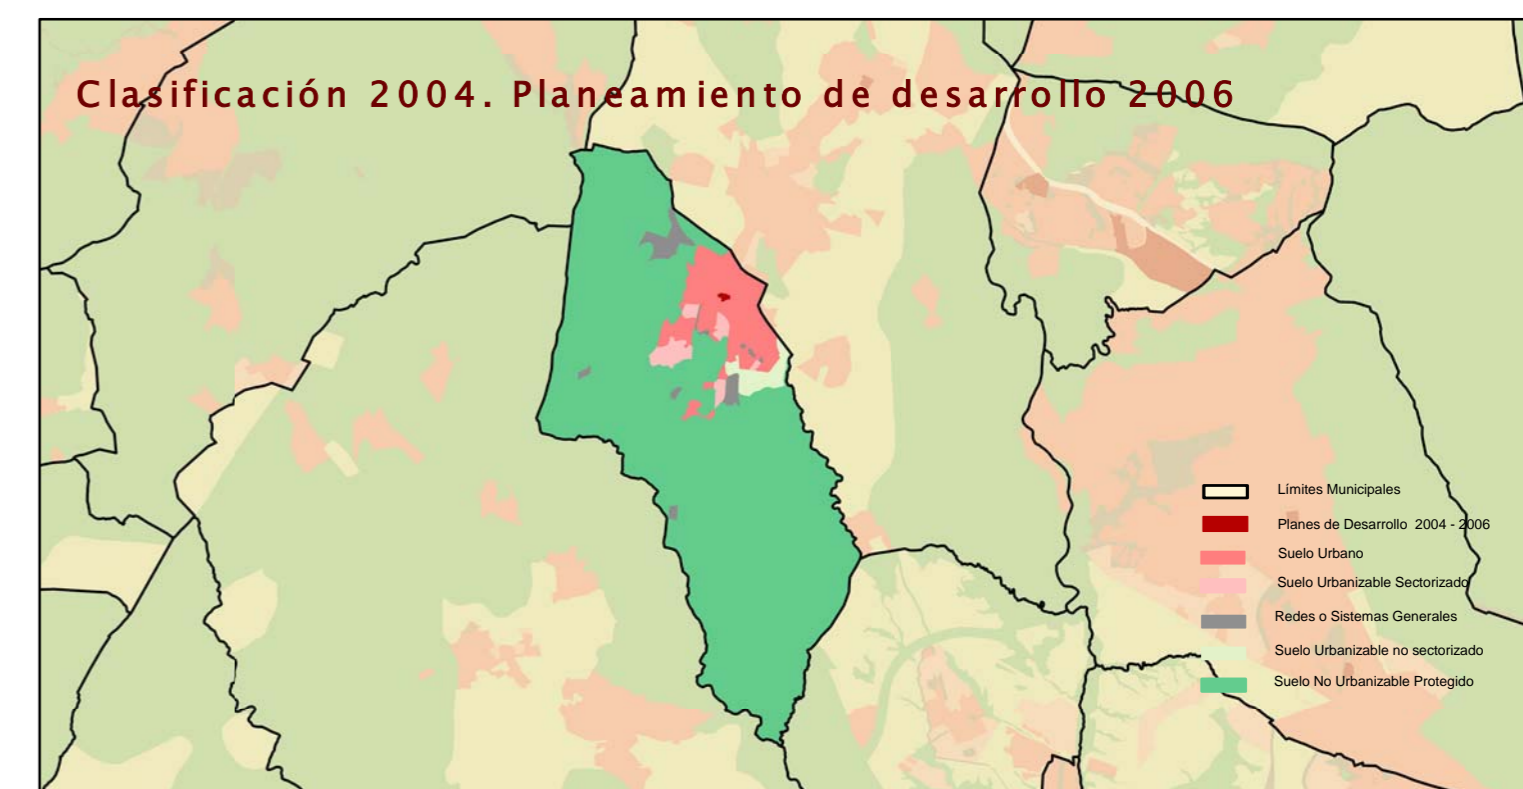 Clasificación 2004. Planeamiento de desarrollo 2006
Límites Municipales
Planes de Desarrollo 2004 - 2006
Suelo Urbano
Suelo Urbanizable Sectorizado
Redes o Sistemas Generales
Suelo Urbanizable no sectorizado
Suelo No Urbanizable Protegido